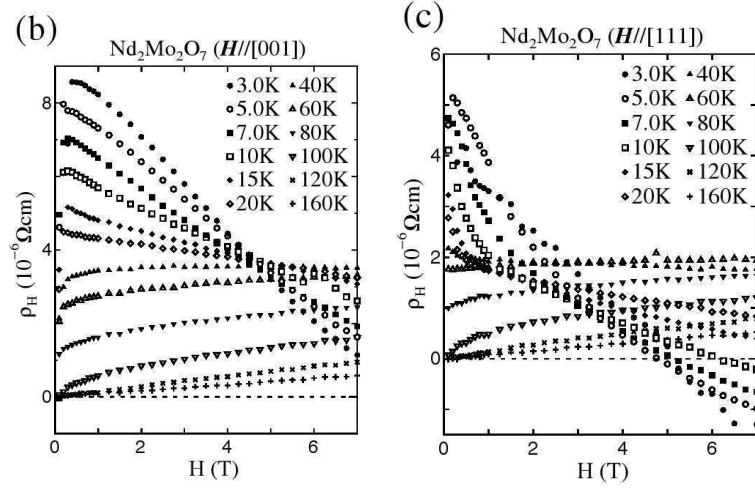 (b)
Nd₂Mo₂O₇ (H//[001])
8
4
0
ρH (10⁻⁶Ωcm)
3.0K 40K
5.0K 60K
7.0K 80K
10K 100K
15K 120K
20K 160K
0 2 4 6
H (T)
(c)
Nd₂Mo₂O₇ (H//[111])
6
4
2
0
ρH (10⁻⁶Ωcm)
3.0K 40K
5.0K 60K
7.0K 80K
10K 100K
15K 120K
20K 160K
0 2 4 6
H (T)